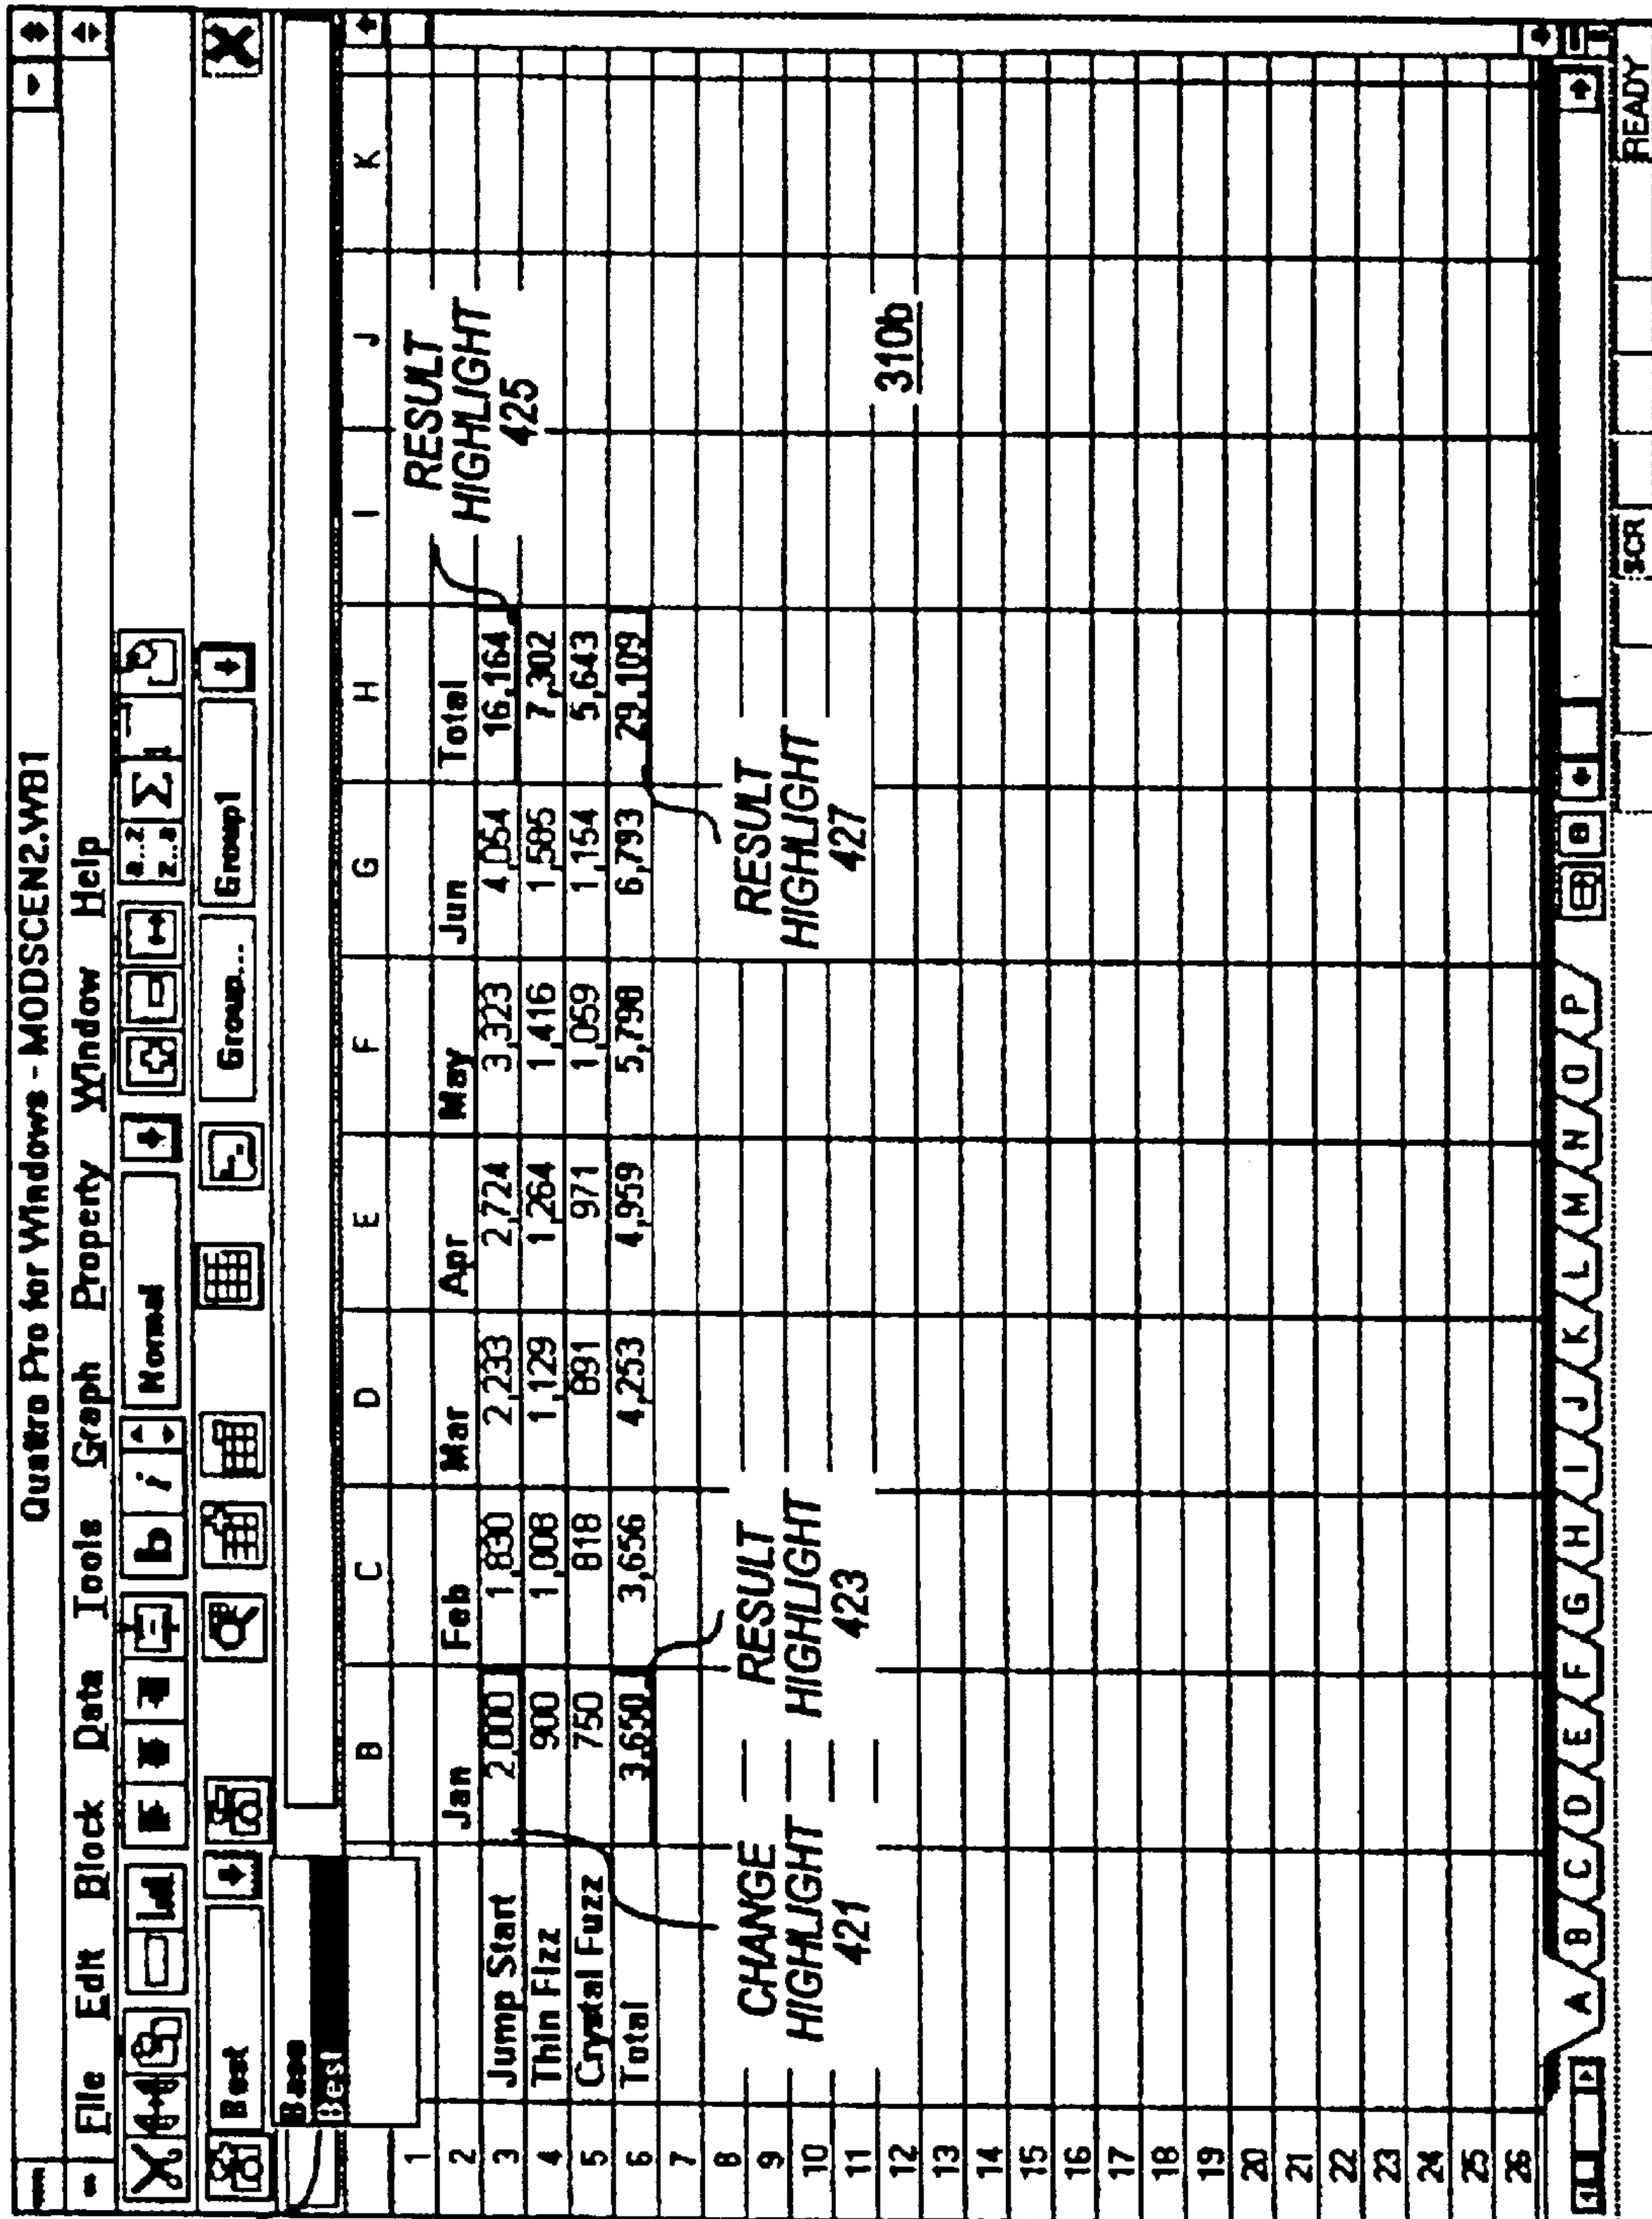 Quattro Pro for Windows - MODSCEN2.WB1
File Edit Block Data Tools Graph Property Window Help
b i Normal a..z z..a Σ
Best Group... Group1
Base
Best
B C D E F G H I J K
1
2 Jan Feb Mar Apr May Jun Total
3 Jump Start 2,000 1,830 2,233 2,724 3,323 4,054 16,164
4 Thin Fizz 900 1,008 1,129 1,264 1,416 1,585 7,302
5 Crystal Fuzz 750 818 891 971 1,059 1,154 5,643
6 Total 3,650 3,656 4,253 4,959 5,798 6,793 29,109
RESULT
HIGHLIGHT
425
7
8
9
10
11
12
CHANGE
HIGHLIGHT
421
RESULT
HIGHLIGHT
423
RESULT
HIGHLIGHT
427
310b
13
14
15
16
17
18
19
20
21
22
23
24
25
26
A B C D E F G H I J K L M N O P
SCR READY